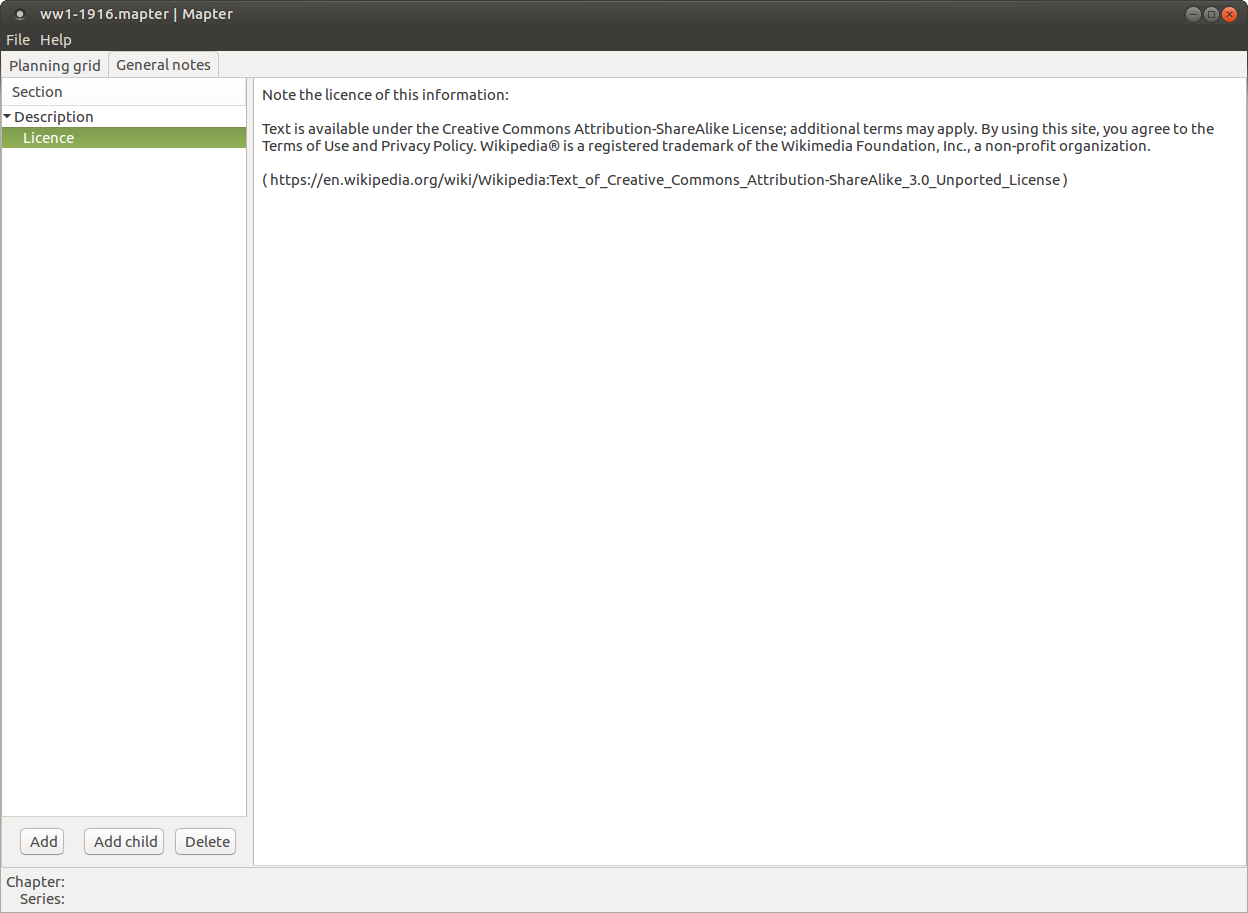 ww1-1916.mapter | Mapter
File Help
Planning grid General notes
Section
Description
Licence
Note the licence of this information:
Text is available under the Creative Commons Attribution-ShareAlike License; additional terms may apply. By using this site, you agree to the
Terms of Use and Privacy Policy. Wikipedia® is a registered trademark of the Wikimedia Foundation, Inc., a non-profit organization.
( https://en.wikipedia.org/wiki/Wikipedia:Text_of_Creative_Commons_Attribution-ShareAlike_3.0_Unported_License )
Add Add child Delete
Chapter:
Series: